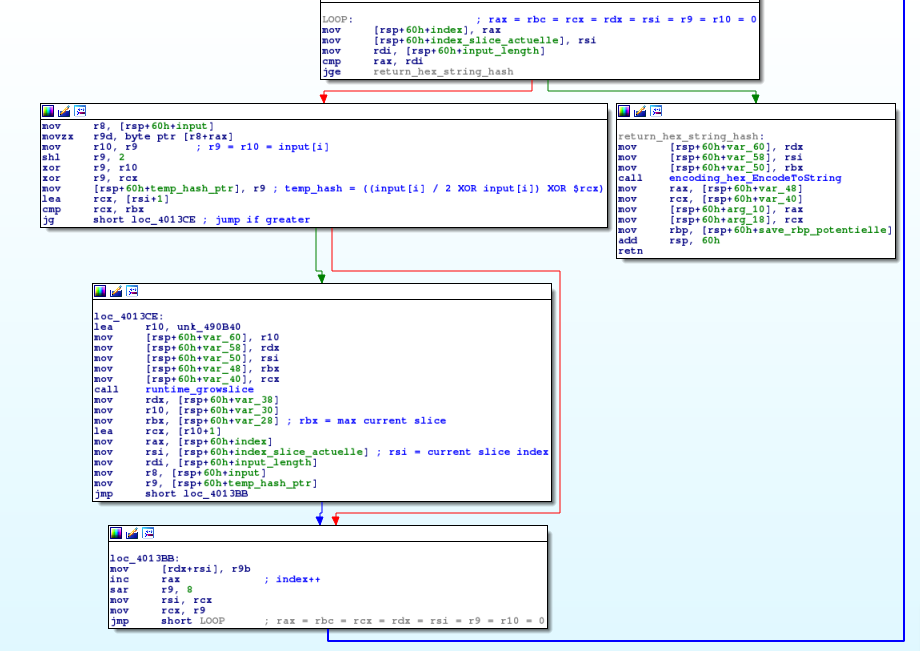 LOOP: ; rax = rbc = rcx = rdx = rsi = r9 = r10 = 0
mov [rsp+60h+index], rax
mov [rsp+60h+index_slice_actuelle], rsi
mov rdi, [rsp+60h+input_length]
cmp rax, rdi
jge return_hex_string_hash
mov r8, [rsp+60h+input]
movzx r9d, byte ptr [r8+rax]
mov r10, r9 ; r9 = r10 = input[i]
shl r9, 2
xor r9, r10
xor r9, rcx
mov [rsp+60h+temp_hash_ptr], r9 ; temp_hash = ((input[i] / 2 XOR input[i]) XOR $rcx)
lea rcx, [rsi+1]
cmp rcx, rbx
jg short loc_4013CE ; jump if greater
return_hex_string_hash:
mov [rsp+60h+var_60], rdx
mov [rsp+60h+var_58], rsi
mov [rsp+60h+var_50], rbx
call encoding_hex_EncodeToString
mov rax, [rsp+60h+var_48]
mov rcx, [rsp+60h+var_40]
mov [rsp+60h+arg_10], rax
mov [rsp+60h+arg_18], rcx
mov rbp, [rsp+60h+save_rbp_potentielle]
add rsp, 60h
retn
loc_4013CE:
lea r10, unk_490B40
mov [rsp+60h+var_60], r10
mov [rsp+60h+var_58], rdx
mov [rsp+60h+var_50], rsi
mov [rsp+60h+var_48], rbx
mov [rsp+60h+var_40], rcx
call runtime_growslice
mov rdx, [rsp+60h+var_38]
mov r10, [rsp+60h+var_30]
mov rbx, [rsp+60h+var_28] ; rbx = max current slice
lea rcx, [r10+1]
mov rax, [rsp+60h+index]
mov rsi, [rsp+60h+index_slice_actuelle] ; rsi = current slice index
mov rdi, [rsp+60h+input_length]
mov r8, [rsp+60h+input]
mov r9, [rsp+60h+temp_hash_ptr]
jmp short loc_4013BB
loc_4013BB:
mov [rdx+rsi], r9b
inc rax ; index++
sar r9, 8
mov rsi, rcx
mov rcx, r9
jmp short LOOP ; rax = rbc = rcx = rdx = rsi = r9 = r10 = 0